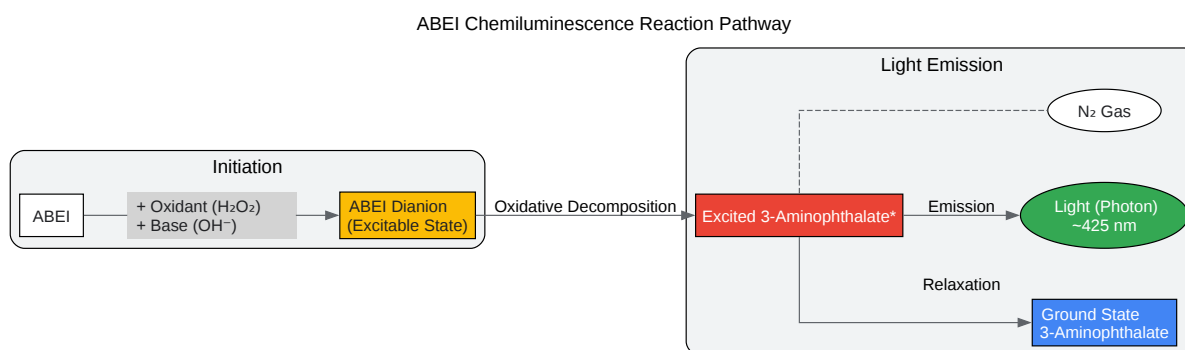 ABEI Chemiluminescence Reaction Pathway
Initiation
ABEI
+ Oxidant (H₂O₂)
+ Base (OH⁻)
ABEI Dianion
(Excitable State)
Oxidative Decomposition
Light Emission
N₂ Gas
Excited 3-Aminophthalate*
Emission
Light (Photon)
~425 nm
Relaxation
Ground State
3-Aminophthalate